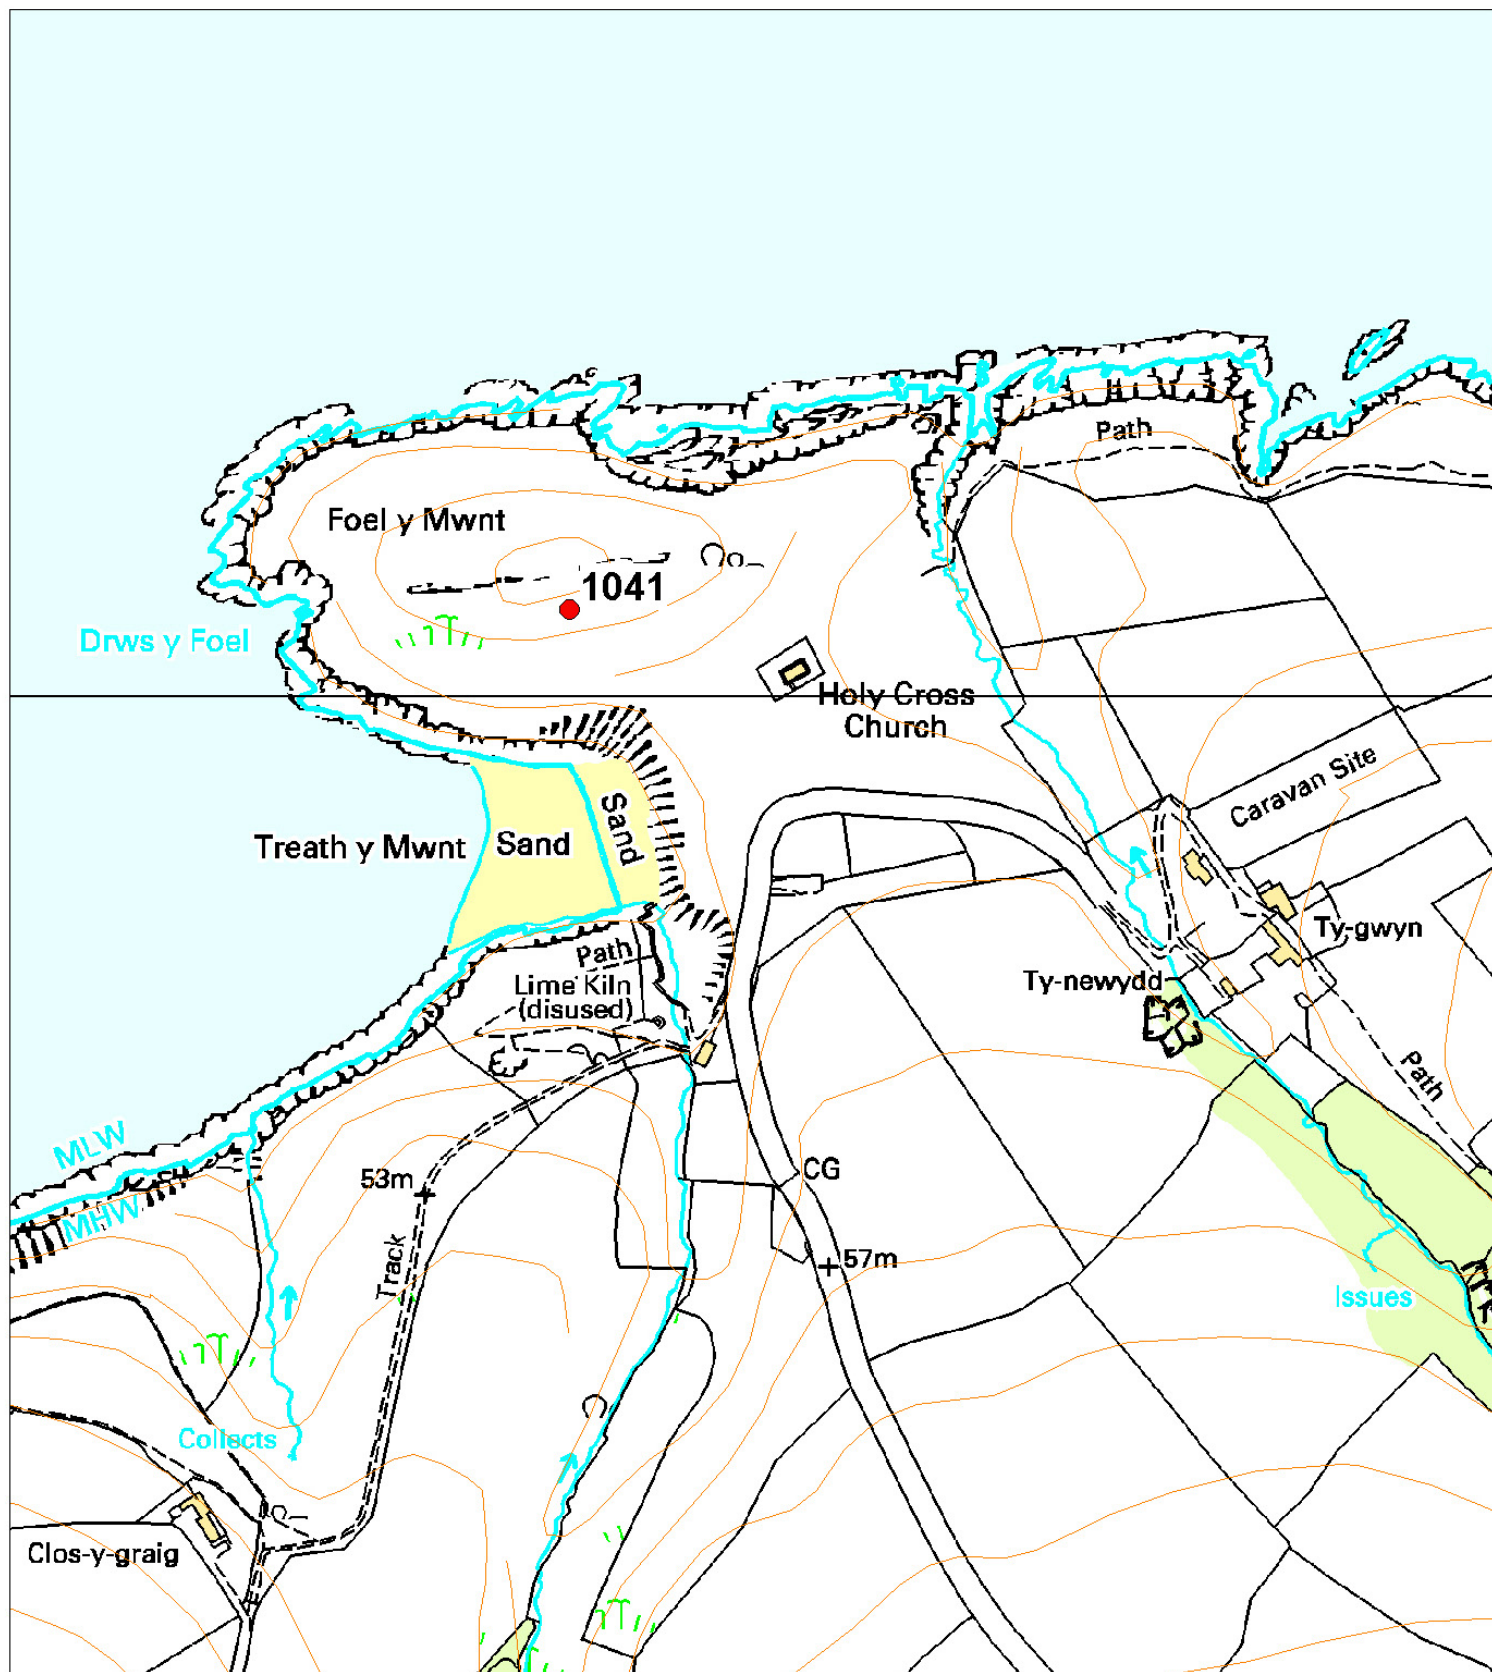 Path
Foel y Mwnt
1041
Drws y Foel
Holy Cross
Church
Caravan Site
Sand
Treath y Mwnt
Sand
Ty-gwyn
Path
Ty-newydd
Lime Kiln
(disused)
Path
MLW
CG
53m
MHW
57m
Track
Issues
Collects
Clos-y-graig